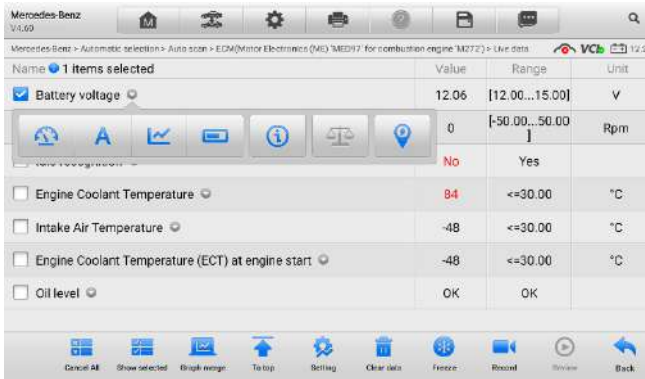 Mercedes-Benz
V4.60
Mercedes-Benz > Automatic selection > Auto scan > ECM(Motor Electronics (ME) 'MED97' for combustion engine 'M272') > Live data VCI 12.2
Name 1 items selected Value Range Unit
Battery voltage 12.06 [12.00...15.00] V
A i 0 [-50.00...50.00 Rpm
]
No Yes
Engine Coolant Temperature 84 <=30.00 °C
Intake Air Temperature -48 <=30.00 °C
Engine Coolant Temperature (ECT) at engine start -48 <=30.00 °C
Oil level OK OK
Cancel All Show selected Graph merge To top Setting Clear data Freeze Record Review Back